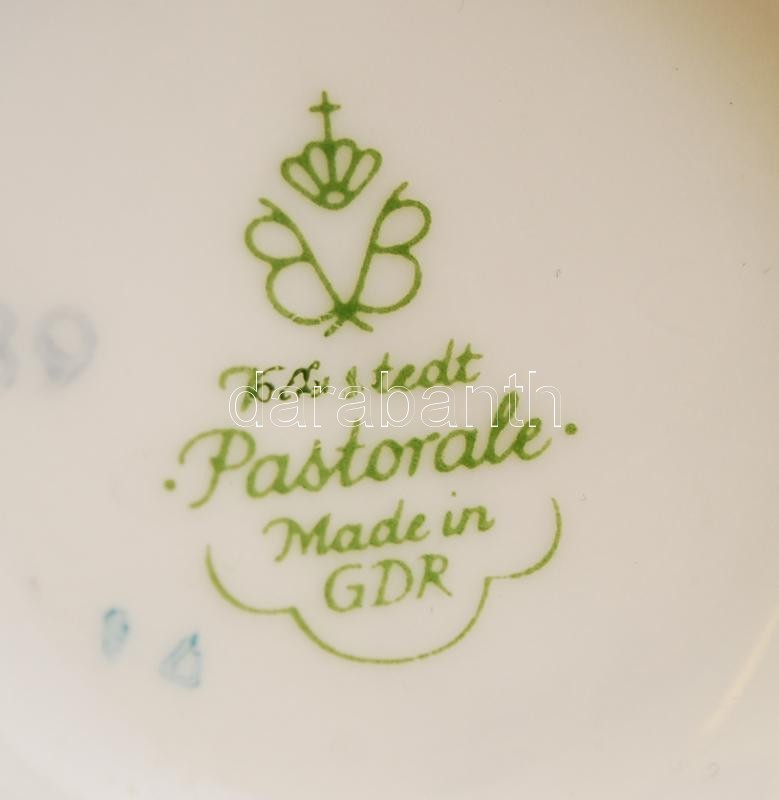 darabanth
·Pastorale·
Made in
GDR